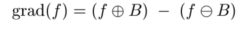 grad(f) = (f ⊕ B) − (f ⊖ B)